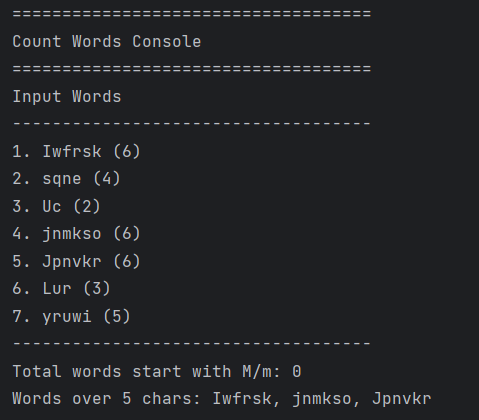 ====================================
Count Words Console
====================================
Input Words
------------------------------------
1. Iwfrsk (6)
2. sqne (4)
3. Uc (2)
4. jnmkso (6)
5. Jpnvkr (6)
6. Lur (3)
7. yruwi (5)
------------------------------------
Total words start with M/m: 0
Words over 5 chars: Iwfrsk, jnmkso, Jpnvkr